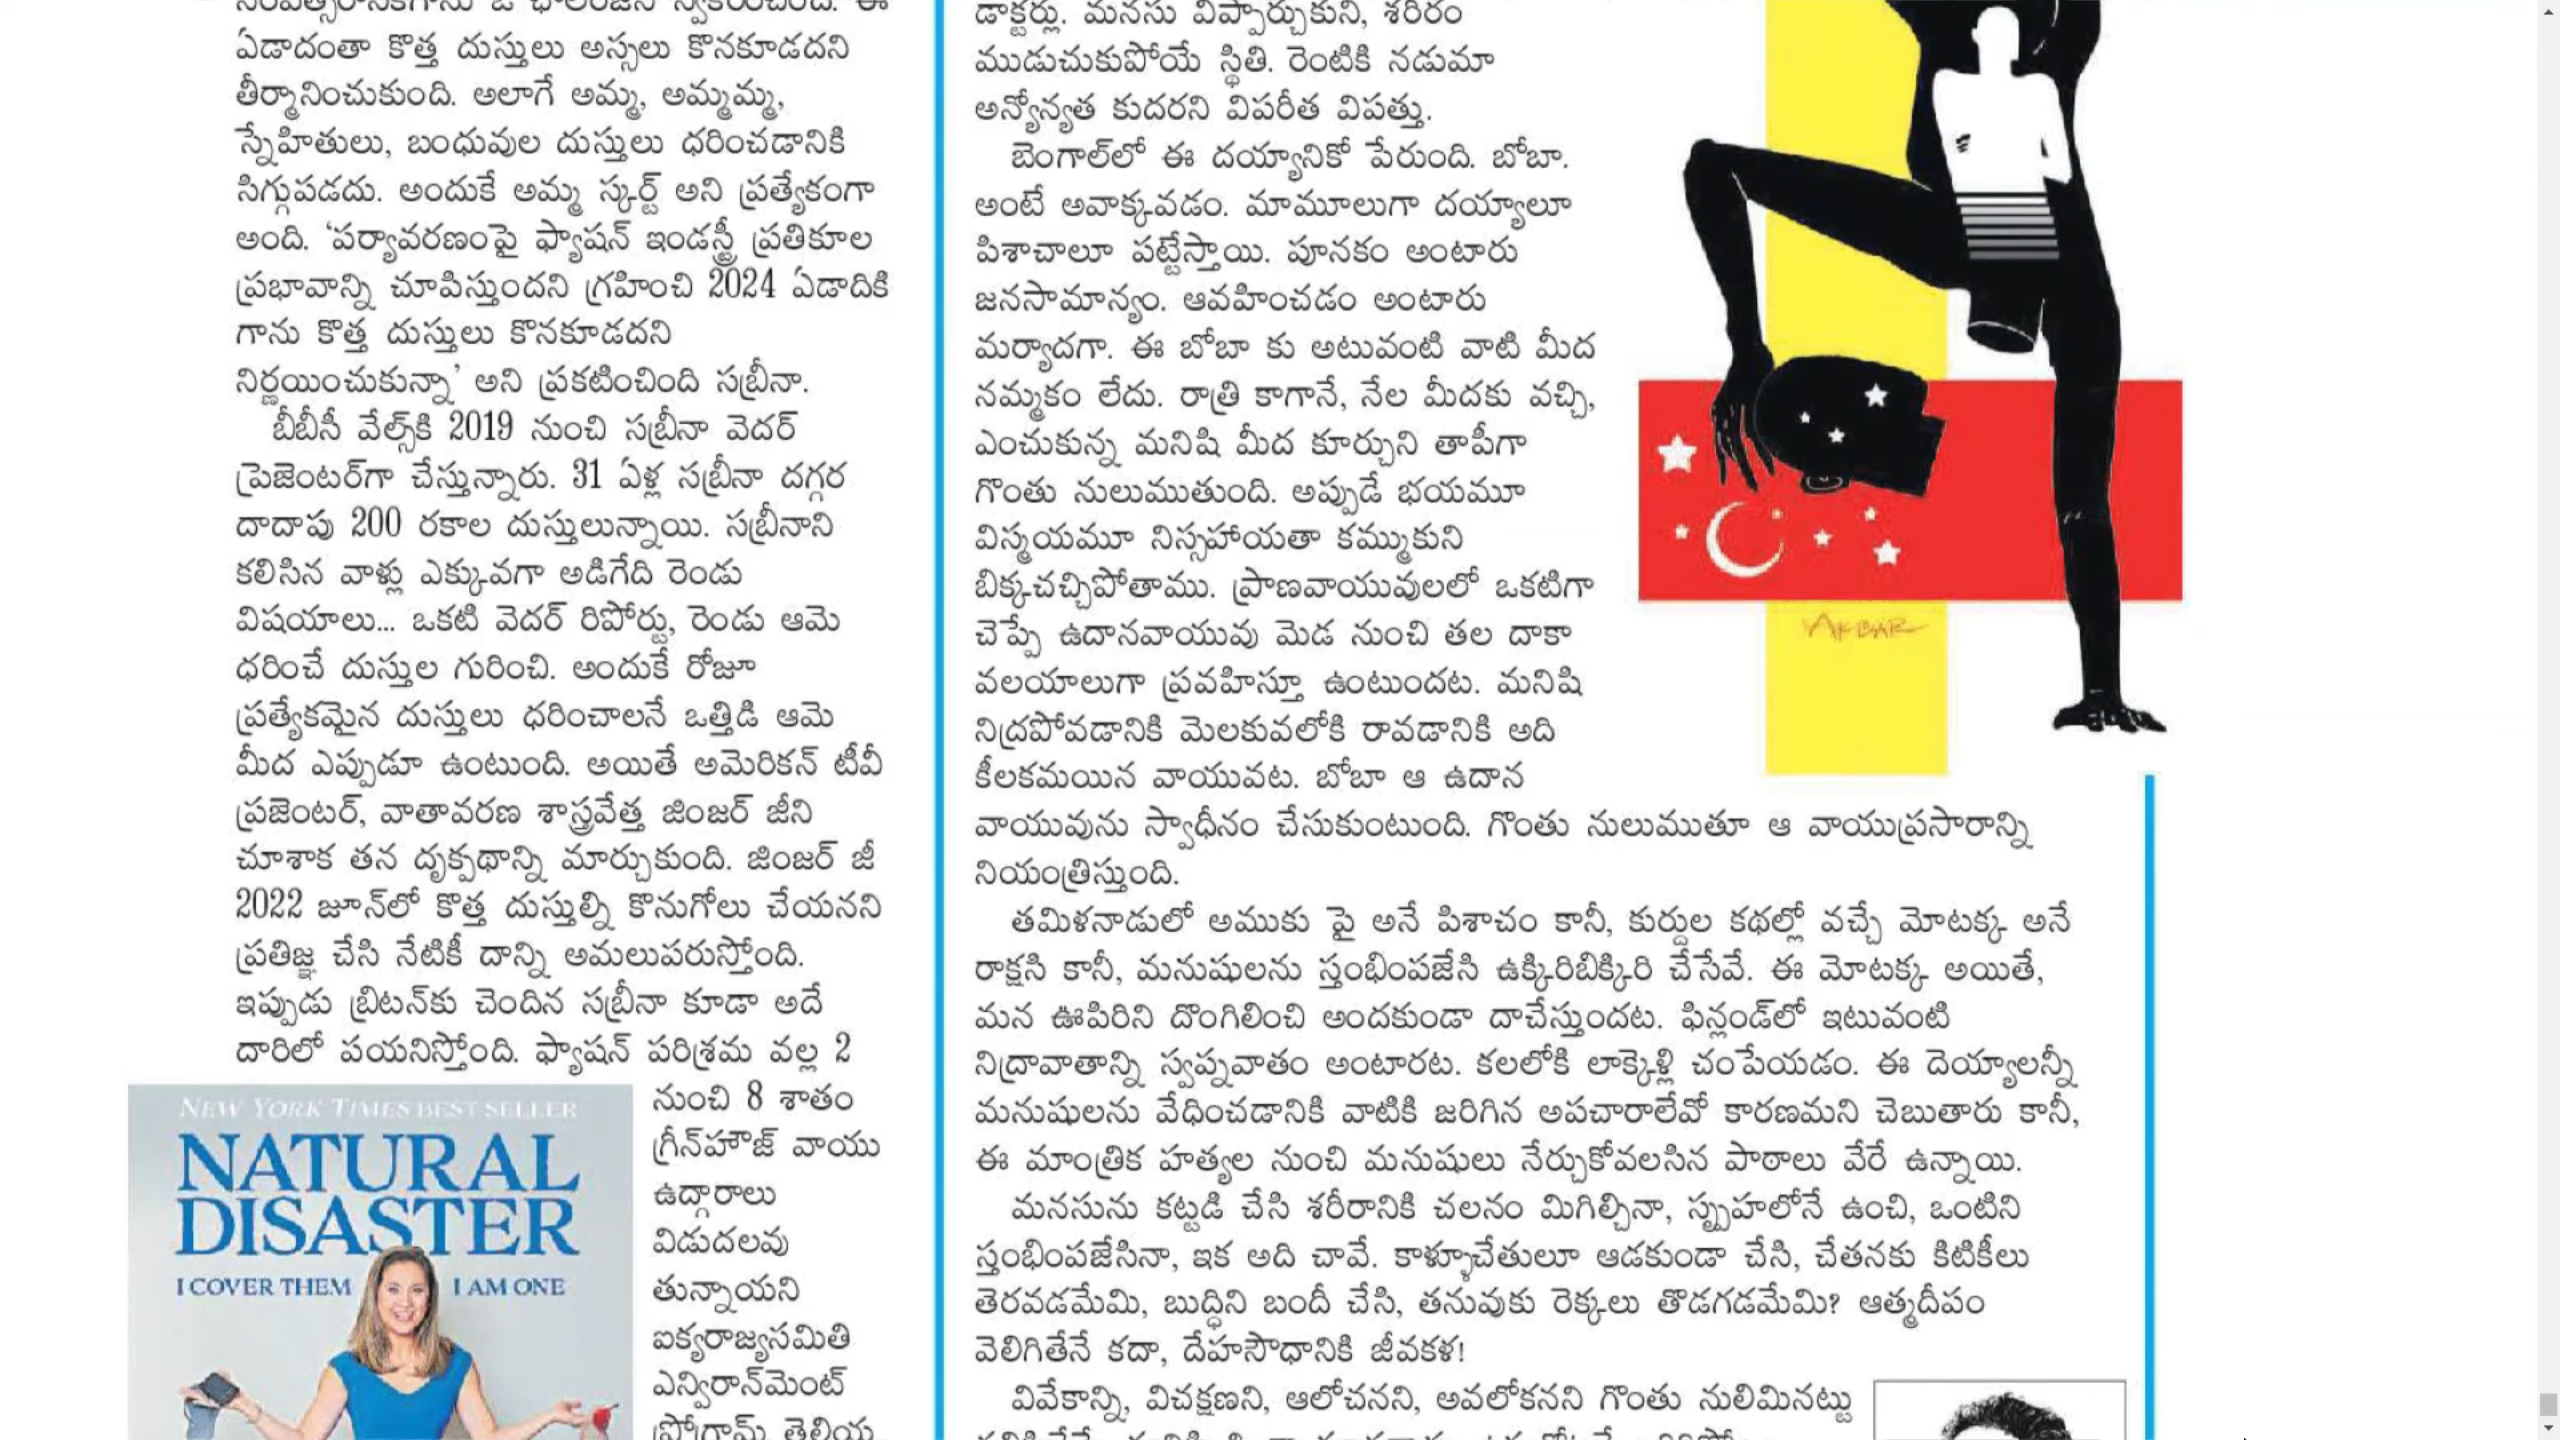 ఏడాదంతా కొత్త దుస్తులు అస్సలు కొనకూడదని
తీర్మానించుకుంది. అలాగే అమ్మ, అమ్మమ్మ,
స్నేహితులు, బంధువుల దుస్తులు ధరించడానికి
సిగ్గుపడదు. అందుకే అమ్మ స్కర్ట్ అని ప్రత్యేకంగా
అంది. ‘పర్యావరణంపై ఫ్యాషన్ ఇండస్ట్రీ ప్రతికూల
ప్రభావాన్ని చూపిస్తుందని గ్రహించి 2024 ఏడాదికి
గాను కొత్త దుస్తులు కొనకూడదని
నిర్ణయించుకున్నా’ అని ప్రకటించింది సబ్రీనా.
బీబీసీ వేల్స్‌కి 2019 నుంచి సబ్రీనా వెదర్
ప్రెజెంటర్‌గా చేస్తున్నారు. 31 ఏళ్ల సబ్రీనా దగ్గర
దాదాపు 200 రకాల దుస్తులున్నాయి. సబ్రీనాని
కలిసిన వాళ్లు ఎక్కువగా అడిగేది రెండు
విషయాలు... ఒకటి వెదర్ రిపోర్టు, రెండు ఆమె
ధరించే దుస్తుల గురించి. అందుకే రోజూ
ప్రత్యేకమైన దుస్తులు ధరించాలనే ఒత్తిడి ఆమె
మీద ఎప్పుడూ ఉంటుంది. అయితే అమెరికన్ టీవీ
ప్రజెంటర్, వాతావరణ శాస్త్రవేత్త జింజర్ జీని
చూశాక తన దృక్పథాన్ని మార్చుకుంది. జింజర్ జీ
2022 జూన్‌లో కొత్త దుస్తుల్ని కొనుగోలు చేయనని
ప్రతిజ్ఞ చేసి నేటికీ దాన్ని అమలుపరుస్తోంది.
ఇప్పుడు బ్రిటన్‌కు చెందిన సబ్రీనా కూడా అదే
దారిలో పయనిస్తోంది. ఫ్యాషన్ పరిశ్రమ వల్ల 2
నుంచి 8 శాతం
గ్రీన్‌హౌజ్ వాయు
ఉద్గారాలు
విడుదలవు
తున్నాయని
ఐక్యరాజ్యసమితి
ఎన్విరాన్‌మెంట్
ప్రోగ్రామ్ తెలియ
NEW YORK TIMES BEST SELLER
NATURAL
DISASTER
I COVER THEM I AM ONE
డాక్టర్లు. మనసు విప్పార్చుకుని, శరీరం
ముడుచుకుపోయే స్థితి. రెంటికి నడుమా
అన్యోన్యత కుదరని విపరీత విపత్తు.
బెంగాల్‌లో ఈ దయ్యానికో పేరుంది. బోబా.
అంటే అవాక్కవడం. మామూలుగా దయ్యాలూ
పిశాచాలూ పట్టేస్తాయి. పూనకం అంటారు
జనసామాన్యం. ఆవహించడం అంటారు
మర్యాదగా. ఈ బోబా కు అటువంటి వాటి మీద
నమ్మకం లేదు. రాత్రి కాగానే, నేల మీదకు వచ్చి,
ఎంచుకున్న మనిషి మీద కూర్చుని తాపీగా
గొంతు నులుముతుంది. అప్పుడే భయమూ
విస్మయమూ నిస్సహాయతా కమ్ముకుని
బిక్కచచ్చిపోతాము. ప్రాణవాయువులలో ఒకటిగా
చెప్పే ఉదానవాయువు మెడ నుంచి తల దాకా
వలయాలుగా ప్రవహిస్తూ ఉంటుందట. మనిషి
నిద్రపోవడానికి మెలకువలోకి రావడానికి అది
కీలకమయిన వాయువట. బోబా ఆ ఉదాన
వాయువును స్వాధీనం చేసుకుంటుంది. గొంతు నులుముతూ ఆ వాయుప్రసారాన్ని
నియంత్రిస్తుంది.
తమిళనాడులో అముకు పై అనే పిశాచం కానీ, కుర్దుల కథల్లో వచ్చే మోటక్క అనే
రాక్షసి కానీ, మనుషులను స్తంభింపజేసి ఉక్కిరిబిక్కిరి చేసేవే. ఈ మోటక్క అయితే,
మన ఊపిరిని దొంగిలించి అందకుండా దాచేస్తుందట. ఫిన్లండ్‌లో ఇటువంటి
నిద్రావాతాన్ని స్వప్నవాతం అంటారట. కలలోకి లాక్కెళ్లి చంపేయడం. ఈ దెయ్యాలన్నీ
మనుషులను వేధించడానికి వాటికి జరిగిన అపచారాలేవో కారణమని చెబుతారు కానీ,
ఈ మాంత్రిక హత్యల నుంచి మనుషులు నేర్చుకోవలసిన పాఠాలు వేరే ఉన్నాయి.
మనసును కట్టడి చేసి శరీరానికి చలనం మిగిల్చినా, స్పృహలోనే ఉంచి, ఒంటిని
స్తంభింపజేసినా, ఇక అది చావే. కాళ్ళూచేతులూ ఆడకుండా చేసి, చేతనకు కిటికీలు
తెరవడమేమి, బుద్ధిని బందీ చేసి, తనువుకు రెక్కలు తొడగడమేమి? ఆత్మదీపం
వెలిగితేనే కదా, దేహసౌధానికి జీవకళ!
వివేకాన్ని, విచక్షణని, ఆలోచనని, అవలోకనని గొంతు నులిమినట్టు
AKBAR